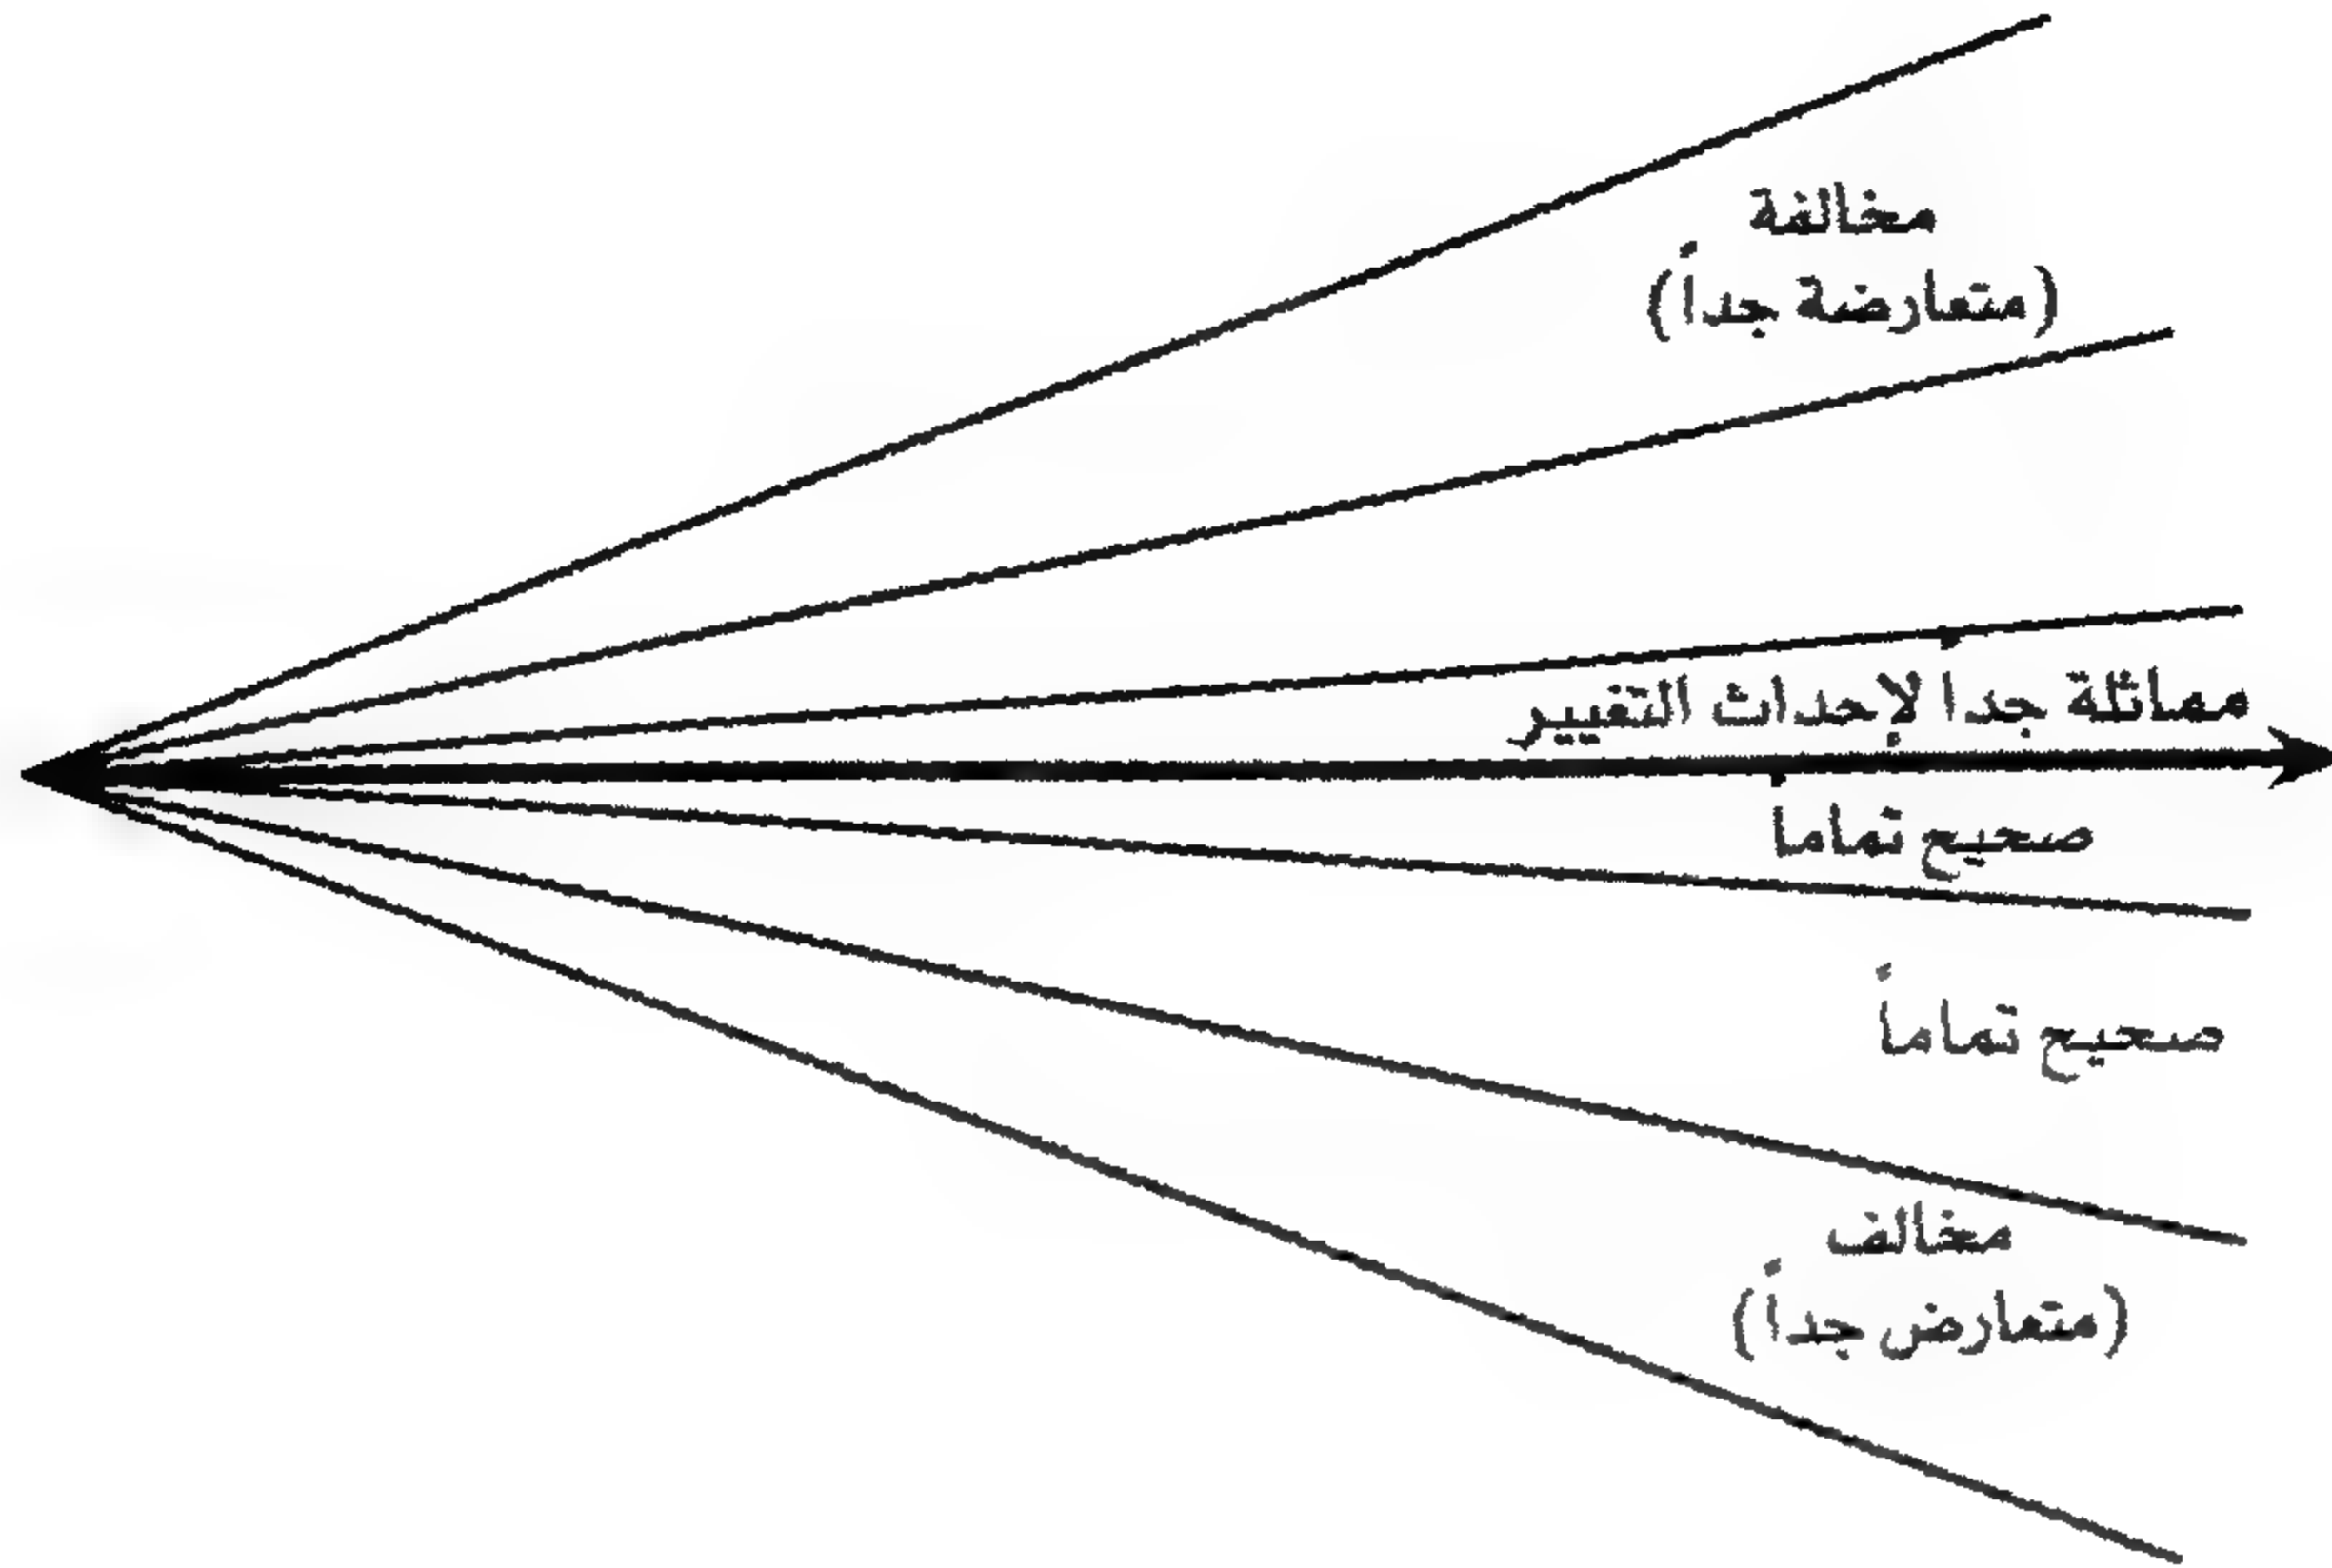 مخالفة
(متعارضة جداً)
مماثلة جدا لإحداث التغيير
صحيح تماما
صحيح تماماً
مخالف
(متعارض جداً)